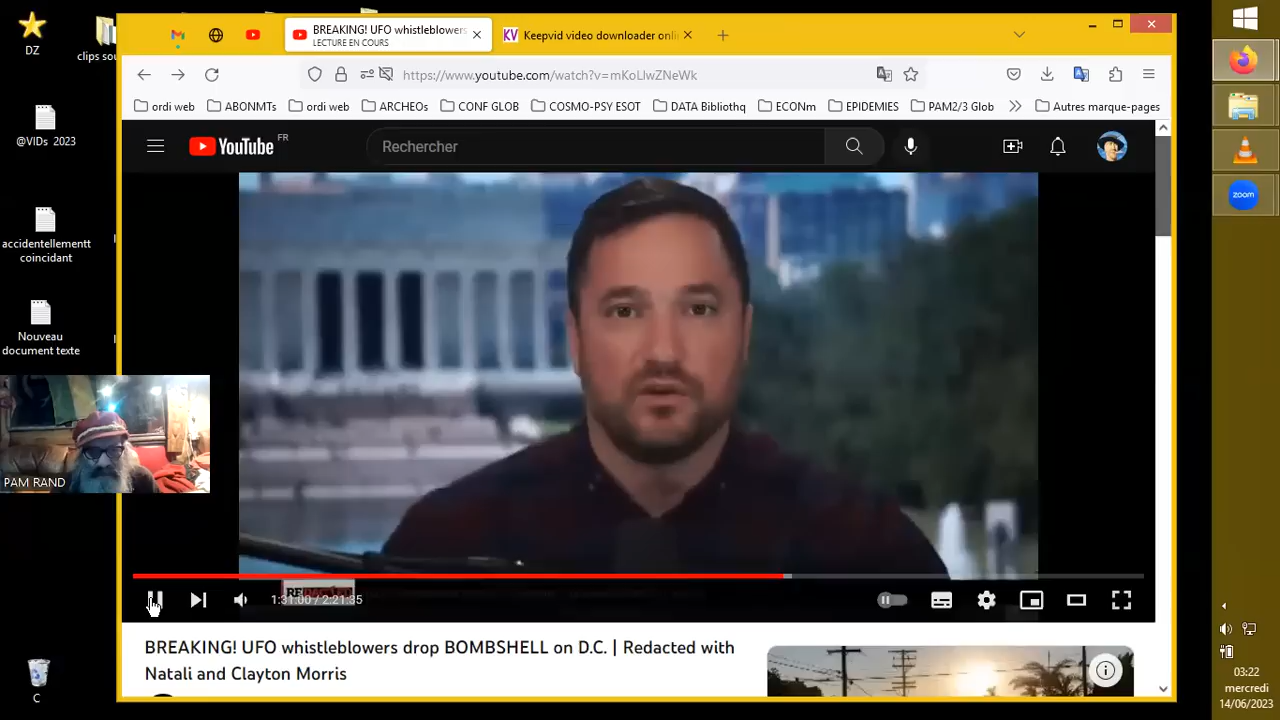 DZ
clips sou
@VIDs 2023
accidentellementt
coincidant
Nouveau
document texte
C
BREAKING! UFO whistleblowers
LECTURE EN COURS
KV Keepvid video downloader onli
https://www.youtube.com/watch?v=mKoLlwZNeWk
ordi web
ABONMTs
ordi web
ARCHEOs
CONF GLOB
COSMO-PSY ESOT
DATA Bibliothq
ECONm
EPIDEMIES
PAM2/3 Glob
Autres marque-pages
YouTube FR
Rechercher
PAM RAND
REDACTED
1:31:00 / 2:21:35
BREAKING! UFO whistleblowers drop BOMBSHELL on D.C. | Redacted with
Natali and Clayton Morris
zoom
03:22
mercredi
14/06/2023